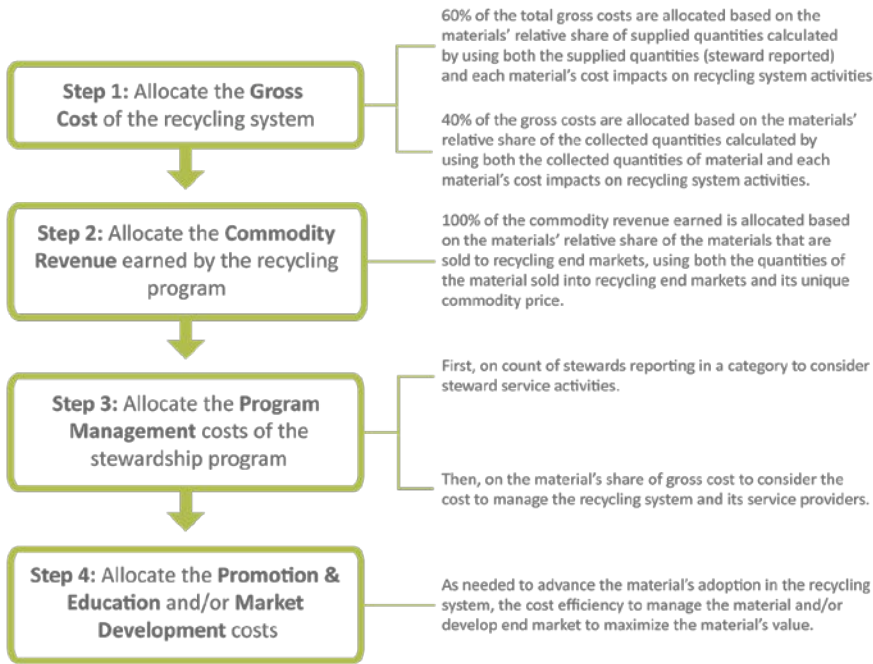 60% of the total gross costs are allocated based on the
materials' relative share of supplied quantities calculated
by using both the supplied quantities (steward reported)
and each material's cost impacts on recycling system activities
Step 1: Allocate the Gross
Cost of the recycling system
40% of the gross costs are allocated based on the materials'
relative share of the collected quantities calculated by
using both the collected quantities of material and each
material's cost impacts on recycling system activities.
Step 2: Allocate the Commodity
Revenue earned by the recycling
program
100% of the commodity revenue earned is allocated based
on the materials' relative share of the materials that are
sold to recycling end markets, using both the quantities of
the material sold into recycling end markets and its unique
commodity price.
Step 3: Allocate the Program
Management costs of the
stewardship program
First, on count of stewards reporting in a category to consider
steward service activities.
Then, on the material's share of gross cost to consider the
cost to manage the recycling system and its service providers.
Step 4: Allocate the Promotion &
Education and/or Market
Development costs
As needed to advance the material's adoption in the recycling
system, the cost efficiency to manage the material and/or
develop end market to maximize the material's value.